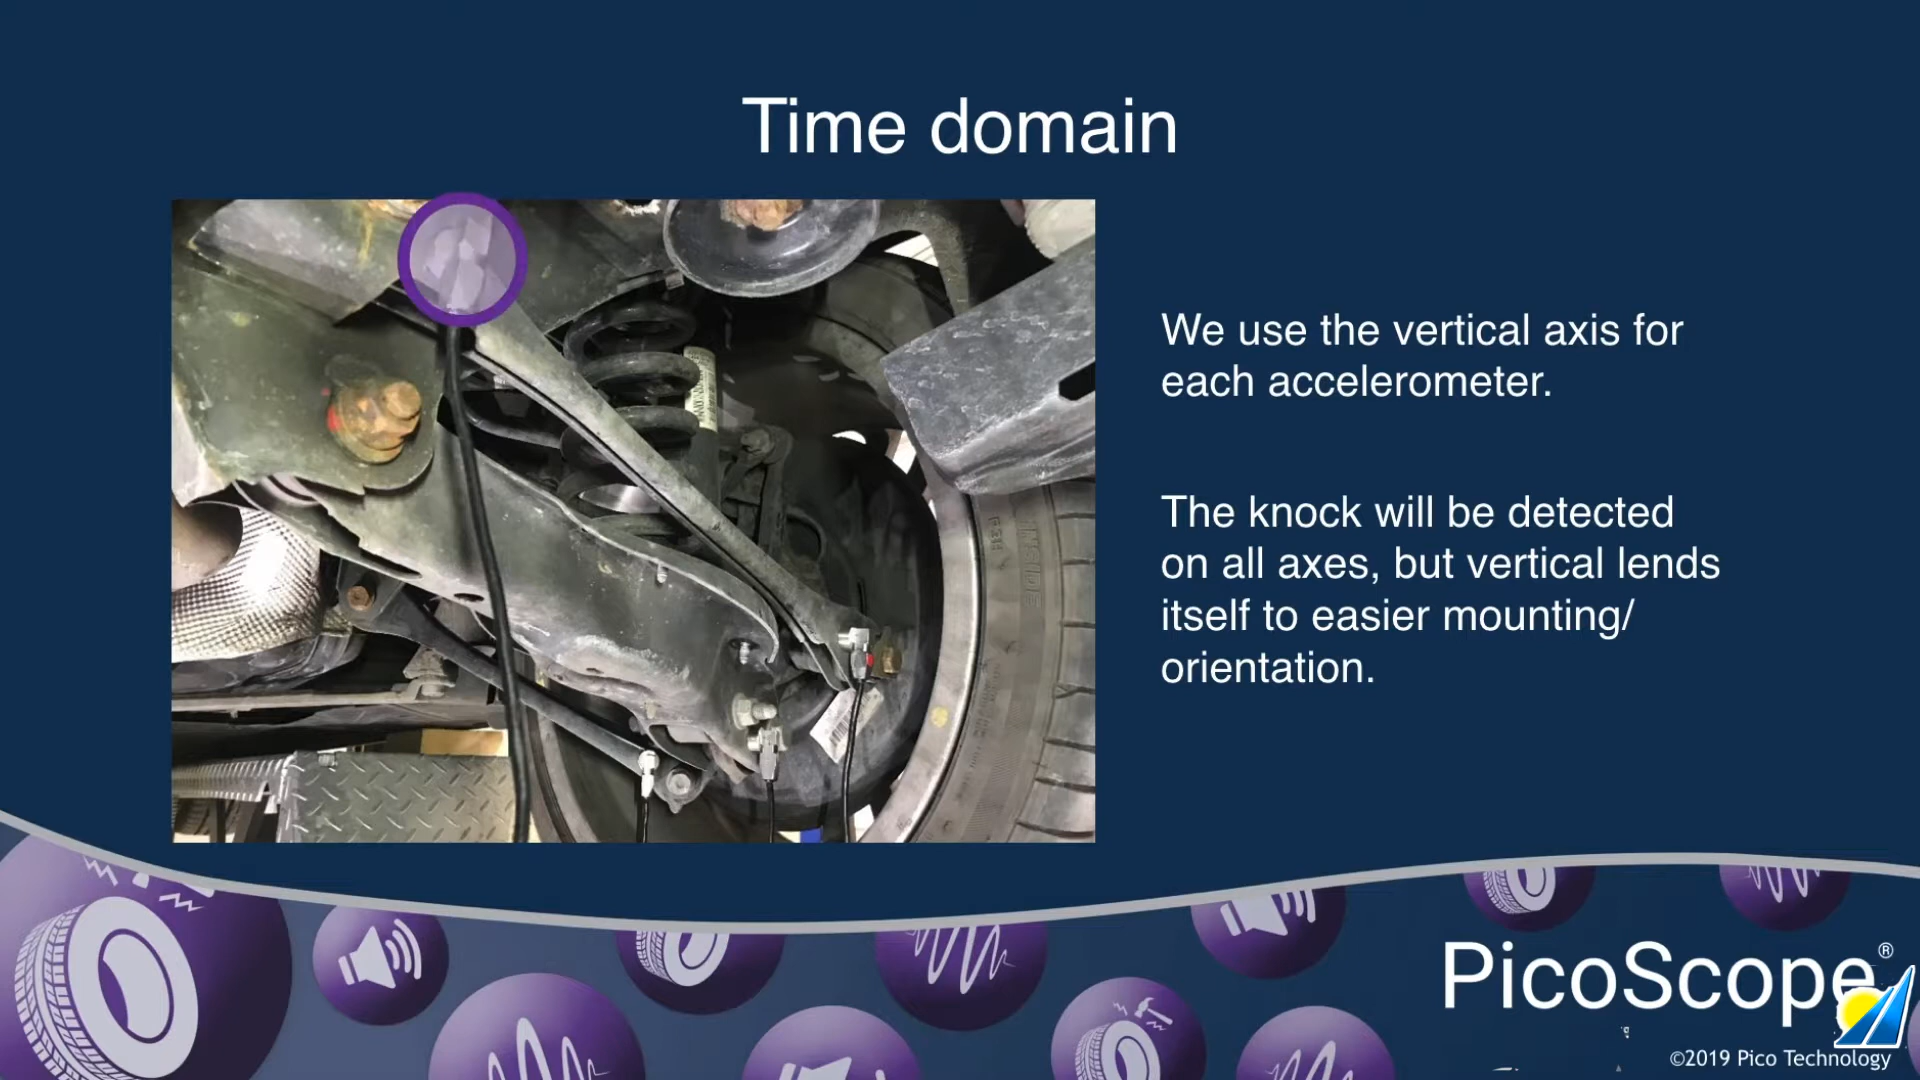 Time domain
We use the vertical axis for
each accelerometer.
The knock will be detected
on all axes, but vertical lends
itself to easier mounting/
orientation.
PicoScope®
©2019 Pico Technology